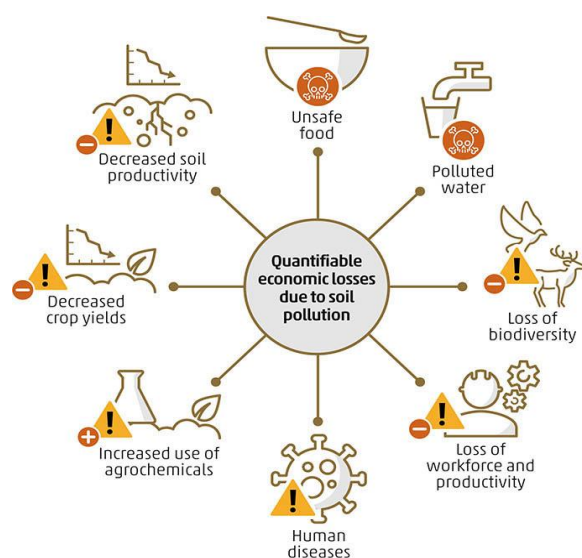 Unsafe
food
Polluted
water
Loss of
biodiversity
Loss of
workforce and
productivity
Human
diseases
Increased use of
agrochemicals
Decreased
crop yields
Decreased soil
productivity
Quantifiable
economic losses
due to soil
pollution